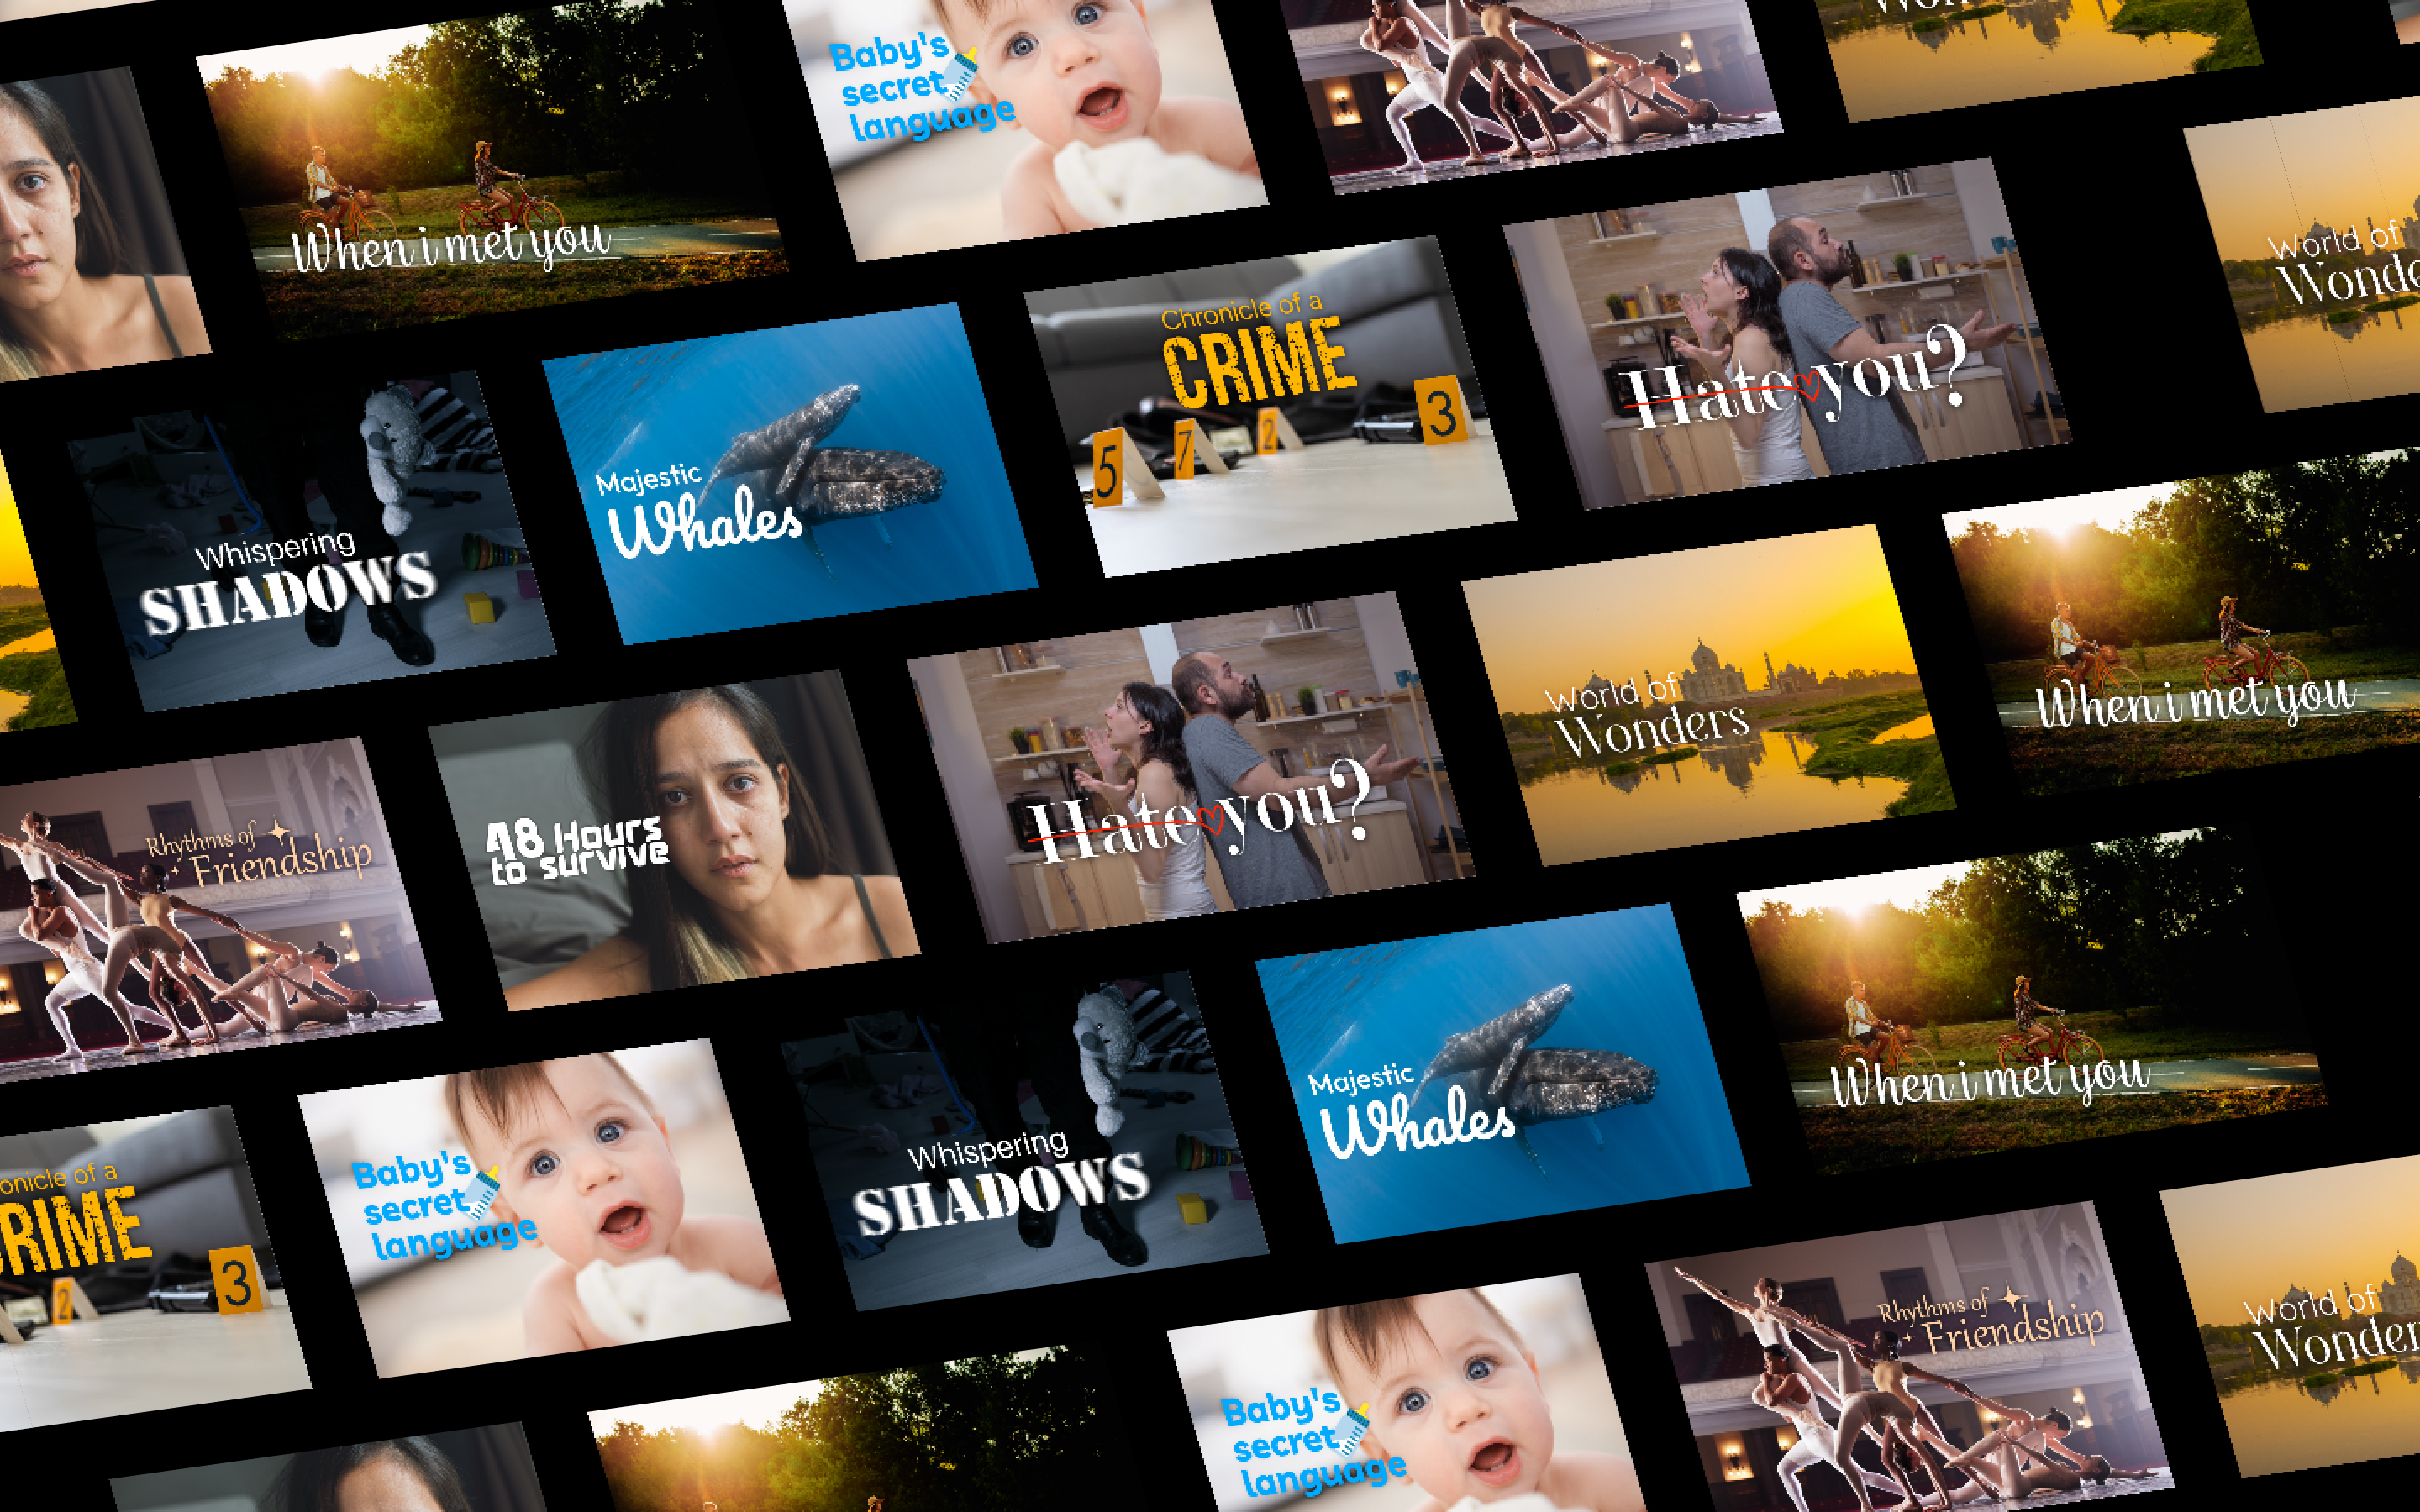 Wonders
Baby's
secret
language
When i met you
World of
Wonde
Chronicle of a
CRIME
5
7
2
3
Hate you?
Majestic
Whales
Whispering
SHADOWS
World of
Wonders
When i met you
Rhythms of
Friendship
48 Hours
to survive
Hate you?
Majestic
Whales
When i met you
Whispering
SHADOWS
onicle of a
RIME
2
3
Baby's
secret
language
Rhythms of
Friendship
World of
Wonder
Baby's
secret
language